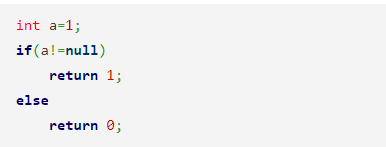 int a=1;
if(a!=null)
    return 1;
else
    return 0;